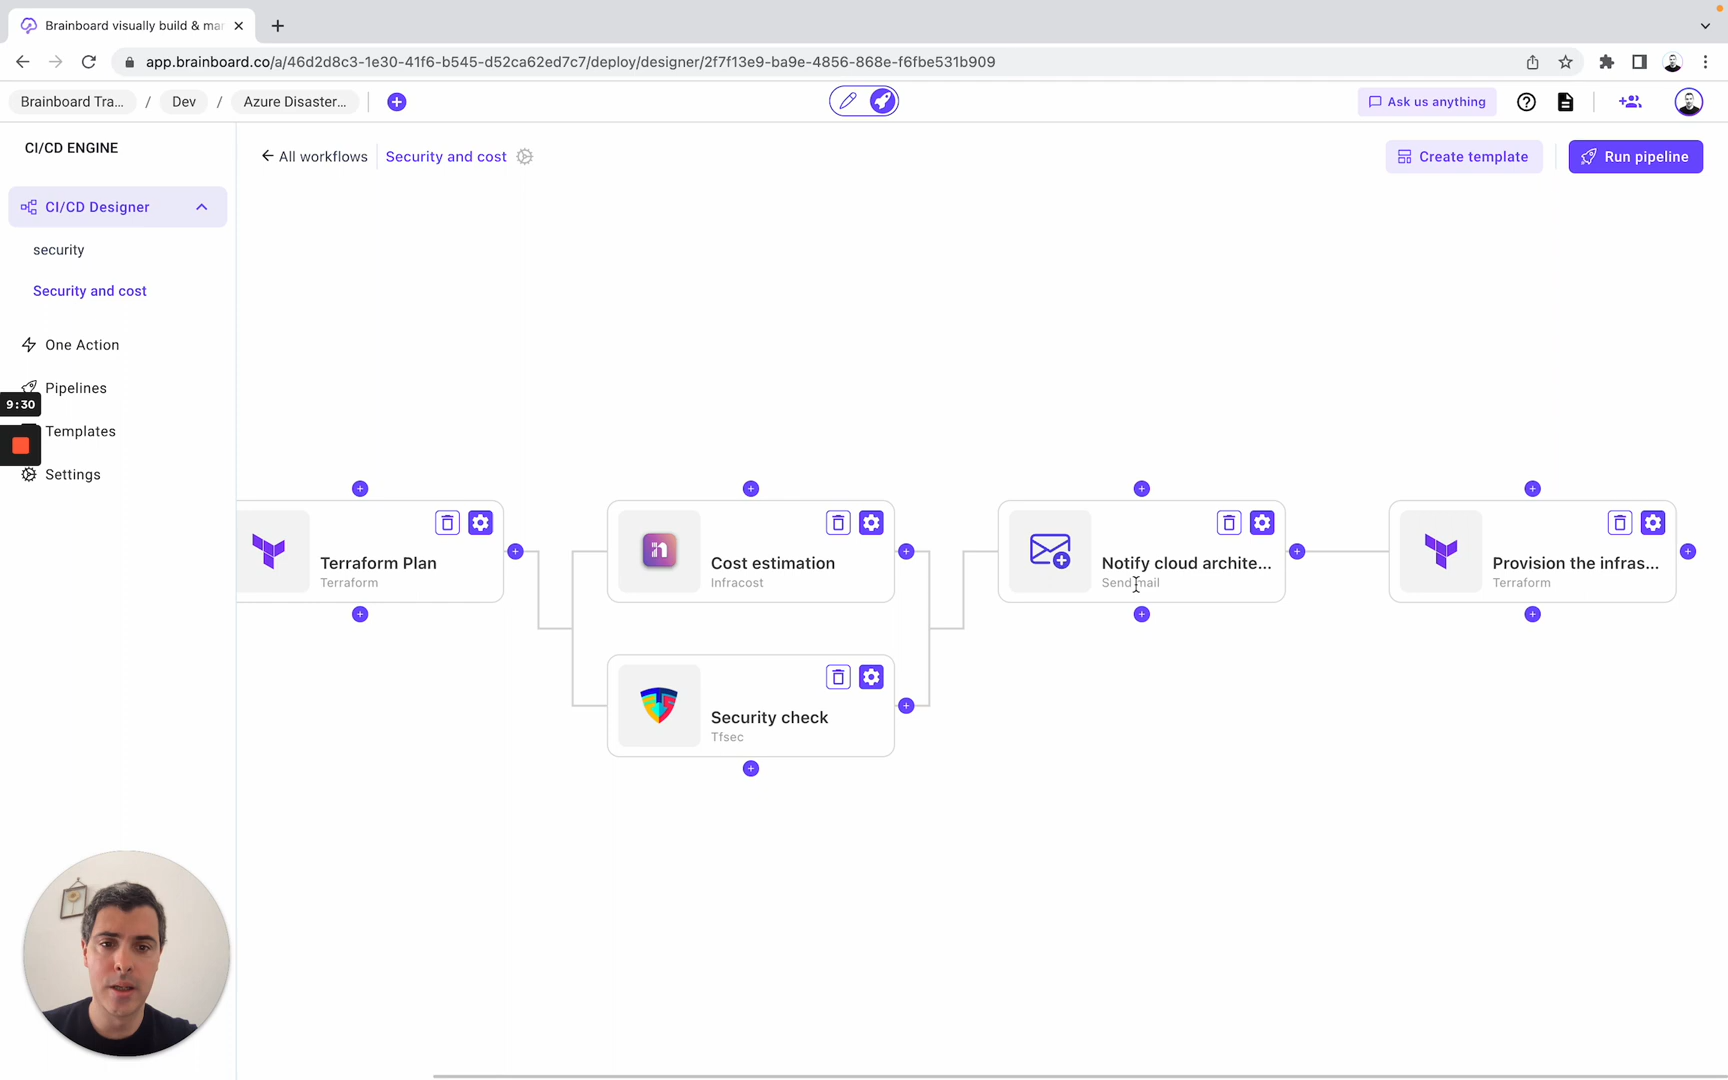 Brainboard visually build & mar
app.brainboard.co/a/46d2d8c3-1e30-41f6-b545-d52ca62ed7c7/deploy/designer/2f7f13e9-ba9e-4856-868e-f6fbe531b909
Brainboard Tra... / Dev / Azure Disaster...
Ask us anything
CI/CD ENGINE
All workflows
Security and cost
Create template
Run pipeline
CI/CD Designer
security
Security and cost
One Action
Pipelines
9:30
Templates
Settings
Terraform Plan
Terraform
Cost estimation
Infracost
Notify cloud archite...
Send mail
Provision the infras...
Terraform
Security check
Tfsec